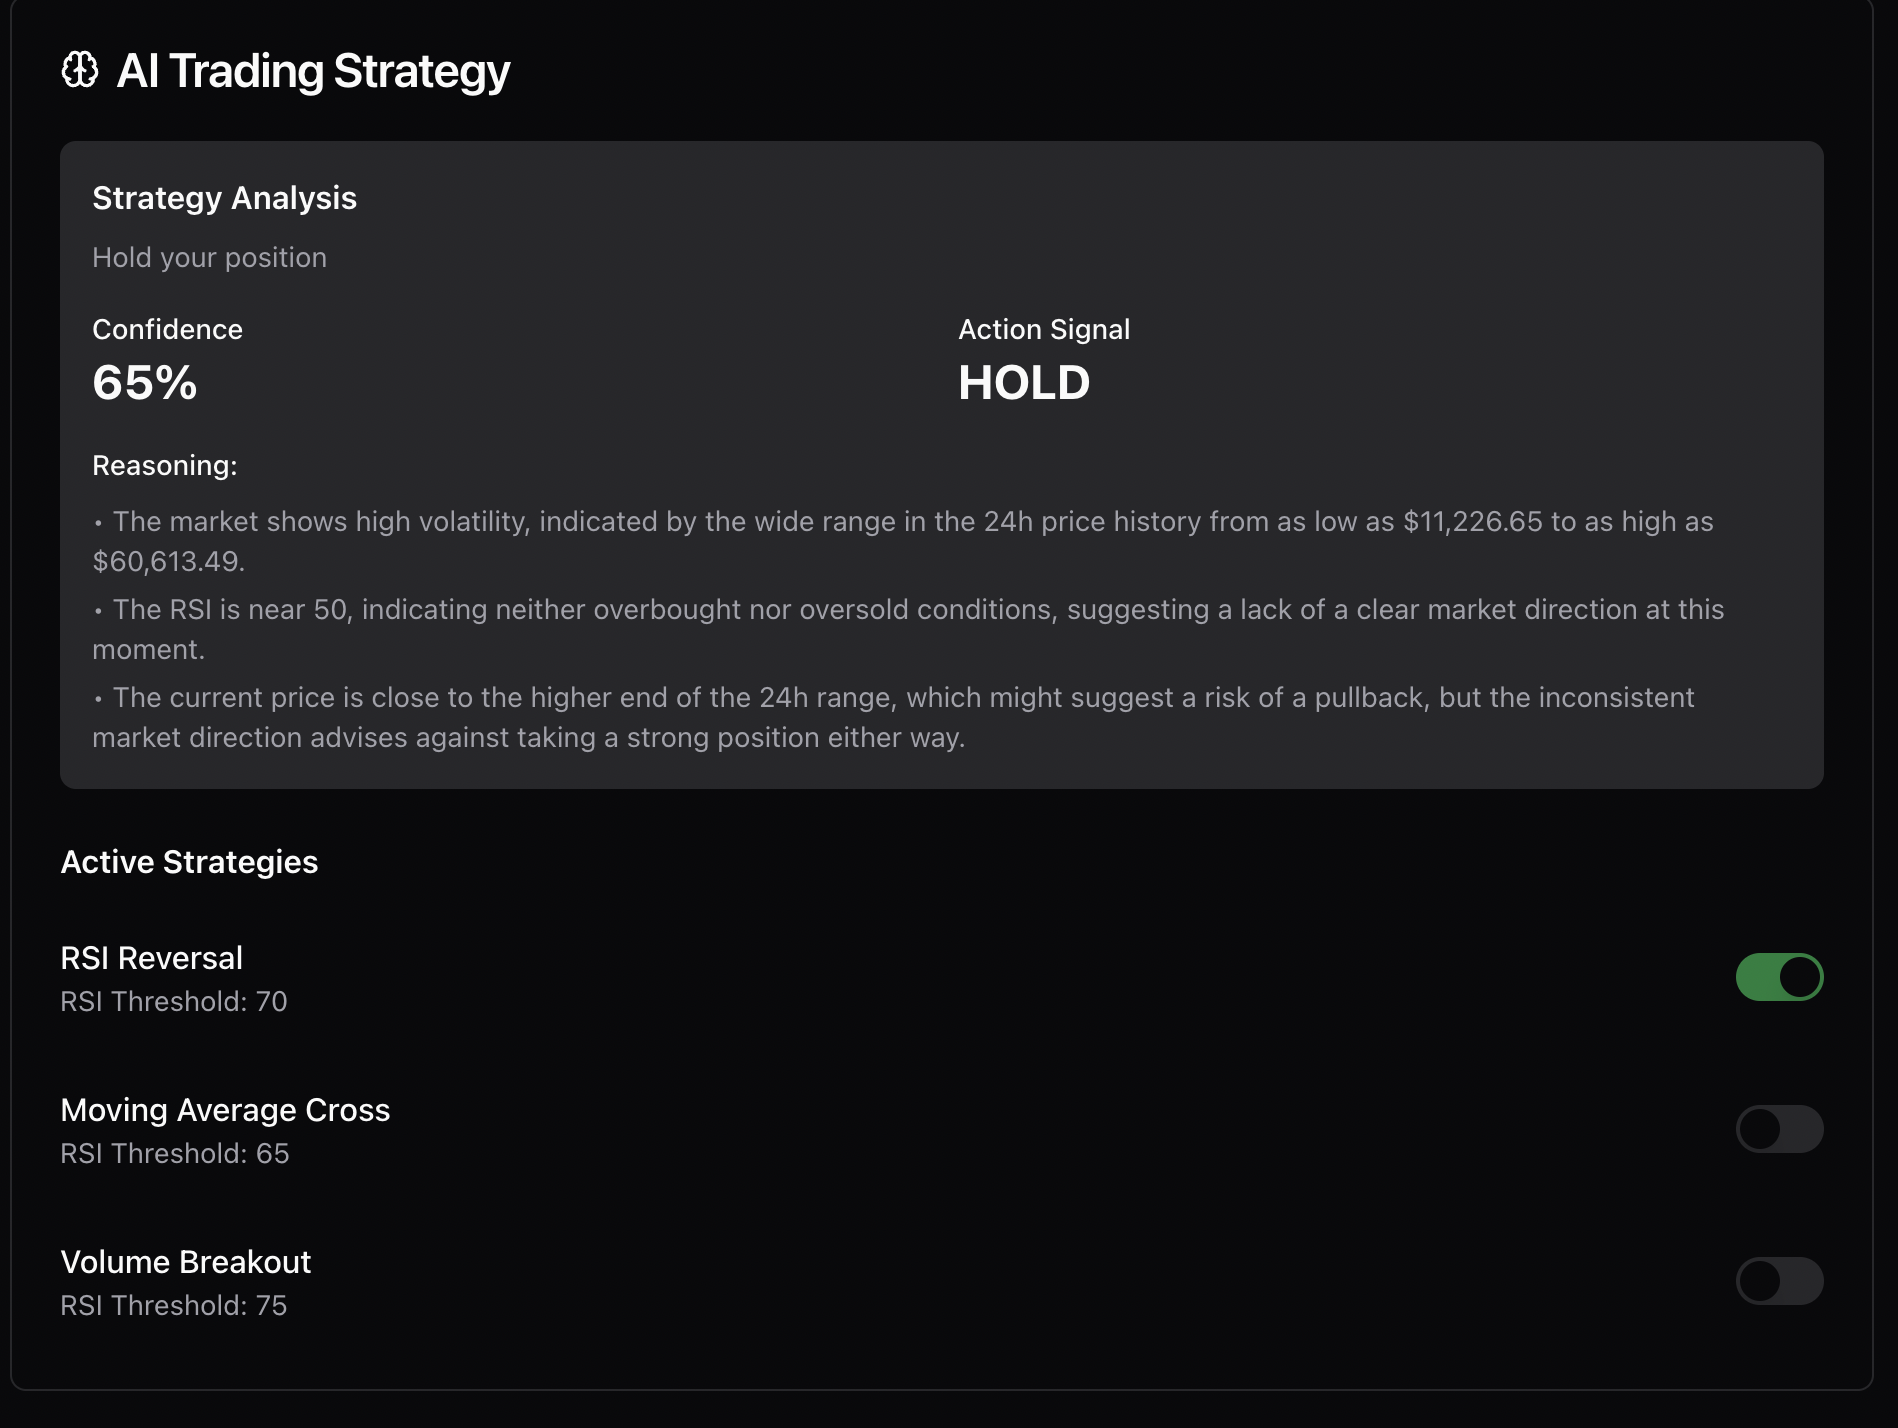 AI Trading Strategy
Strategy Analysis
Hold your position
Confidence
Action Signal
65%
HOLD
Reasoning:
• The market shows high volatility, indicated by the wide range in the 24h price history from as low as $11,226.65 to as high as
$60,613.49.
• The RSI is near 50, indicating neither overbought nor oversold conditions, suggesting a lack of a clear market direction at this
moment.
• The current price is close to the higher end of the 24h range, which might suggest a risk of a pullback, but the inconsistent
market direction advises against taking a strong position either way.
Active Strategies
RSI Reversal
RSI Threshold: 70
Moving Average Cross
RSI Threshold: 65
Volume Breakout
RSI Threshold: 75